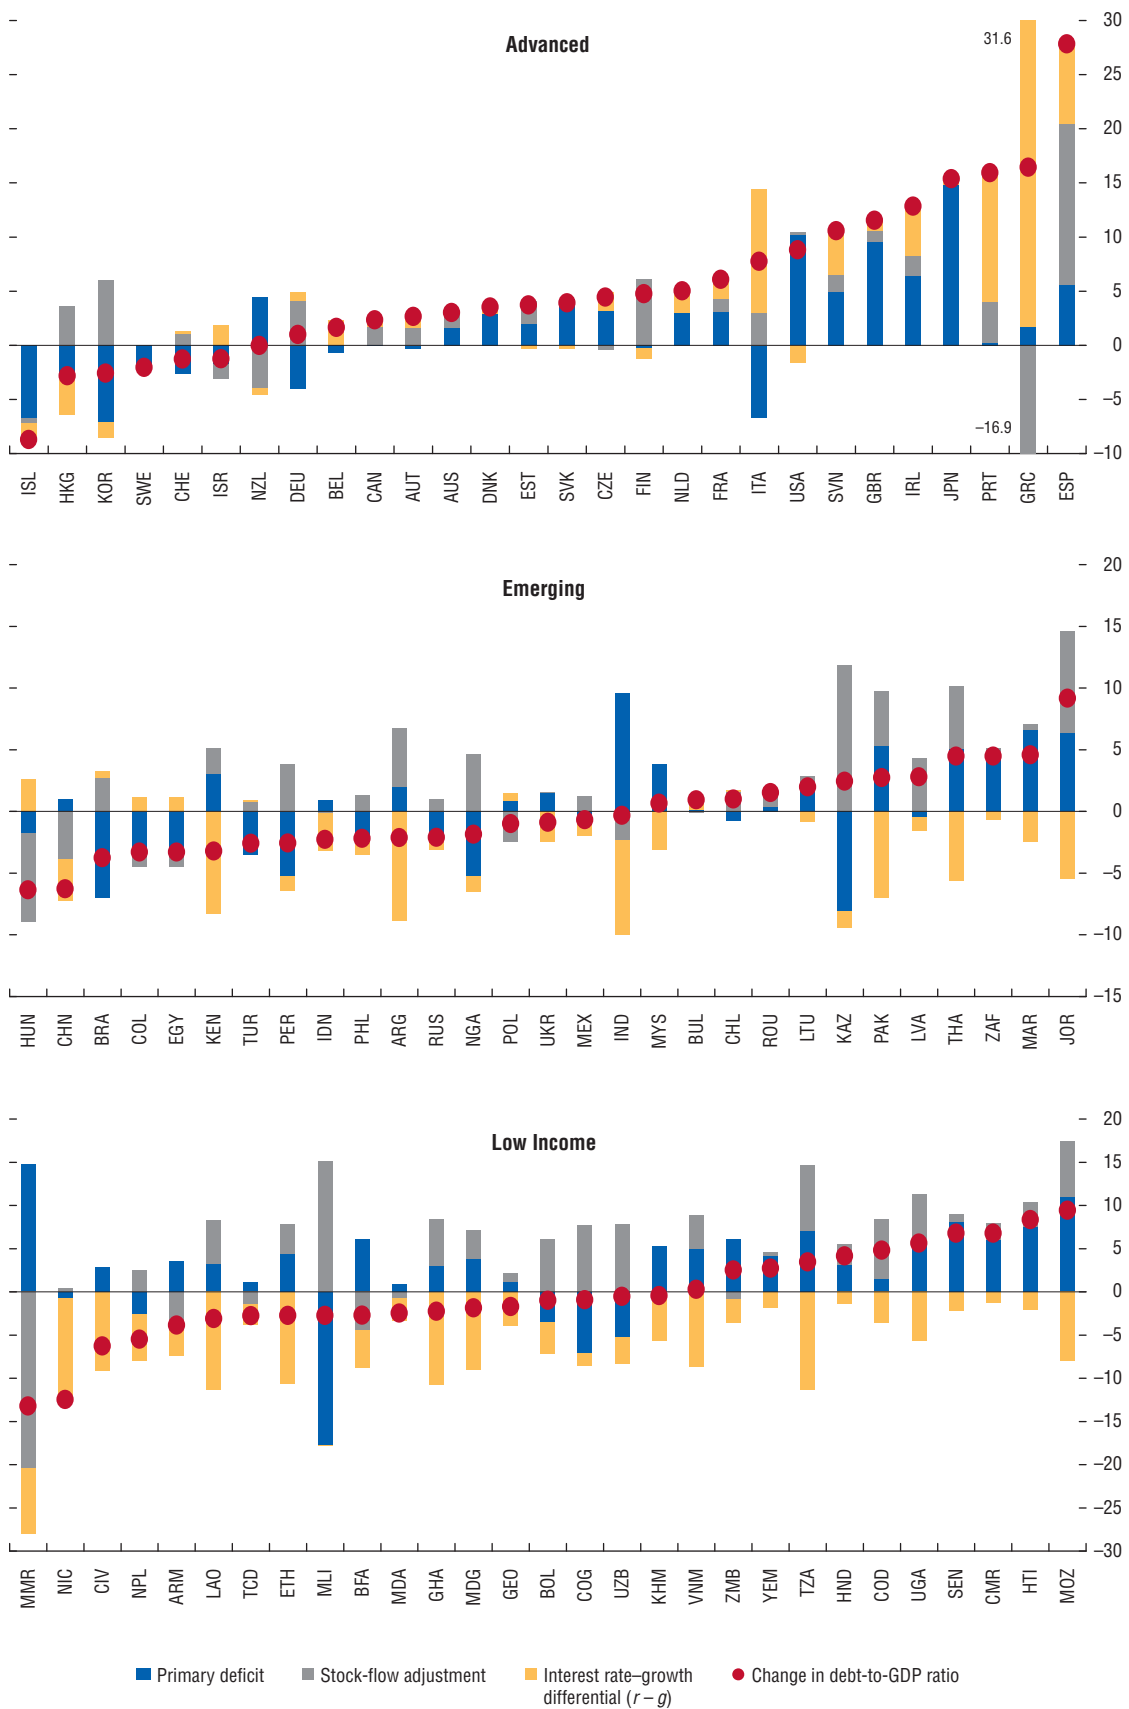 Advanced
30
25
20
15
10
5
0
–5
–10
31.6
–16.9
ISL HKG KOR SWE CHE ISR NZL DEU BEL CAN AUT AUS DNK EST SVK CZE FIN NLD FRA ITA USA SVN GBR IRL JPN PRT GRC ESP
Emerging
20
15
10
5
0
–5
–10
–15
HUN CHN BRA COL EGY KEN TUR PER IDN PHL ARG RUS NGA POL UKR MEX IND MYS BUL CHL ROU LTU KAZ PAK LVA THA ZAF MAR JOR
Low Income
20
15
10
5
0
–5
–10
–15
–20
–25
–30
MMR NIC CIV NPL ARM LAO TCD ETH MLI BFA MDA GHA MDG GEO BOL COG UZB KHM VNM ZMB YEM TZA HND COD UGA SEN CMR HTI MOZ
Primary deficit
Stock-flow adjustment
Interest rate–growth
differential (r – g)
Change in debt-to-GDP ratio